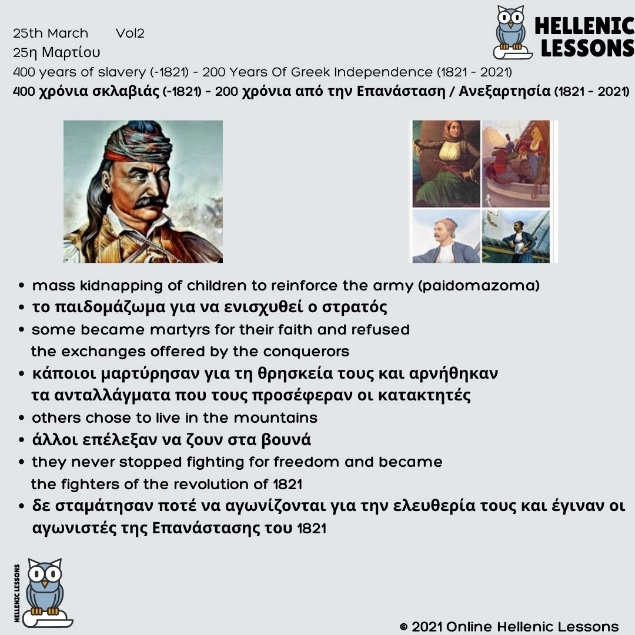 HELLENIC
LESSONS
25th March Vol2
25η Μαρτίου
400 years of slavery (-1821) - 200 Years Of Greek Independence (1821 - 2021)
400 χρόνια σκλαβιάς (-1821) - 200 χρόνια από την Επανάσταση / Ανεξαρτησία (1821 - 2021)
• mass kidnapping of children to reinforce the army (paidomazoma)
• το παιδομάζωμα για να ενισχυθεί ο στρατός
• some became martyrs for their faith and refused
the exchanges offered by the conquerors
• κάποιοι μαρτύρησαν για τη θρησκεία τους και αρνήθηκαν
τα ανταλλάγματα που τους προσέφεραν οι κατακτητές
• others chose to live in the mountains
• άλλοι επέλεξαν να ζουν στα βουνά
• they never stopped fighting for freedom and became
the fighters of the revolution of 1821
• δε σταμάτησαν ποτέ να αγωνίζονται για την ελευθερία τους και έγιναν οι
αγωνιστές της Επανάστασης του 1821
HELLENIC LESSONS
© 2021 Online Hellenic Lessons